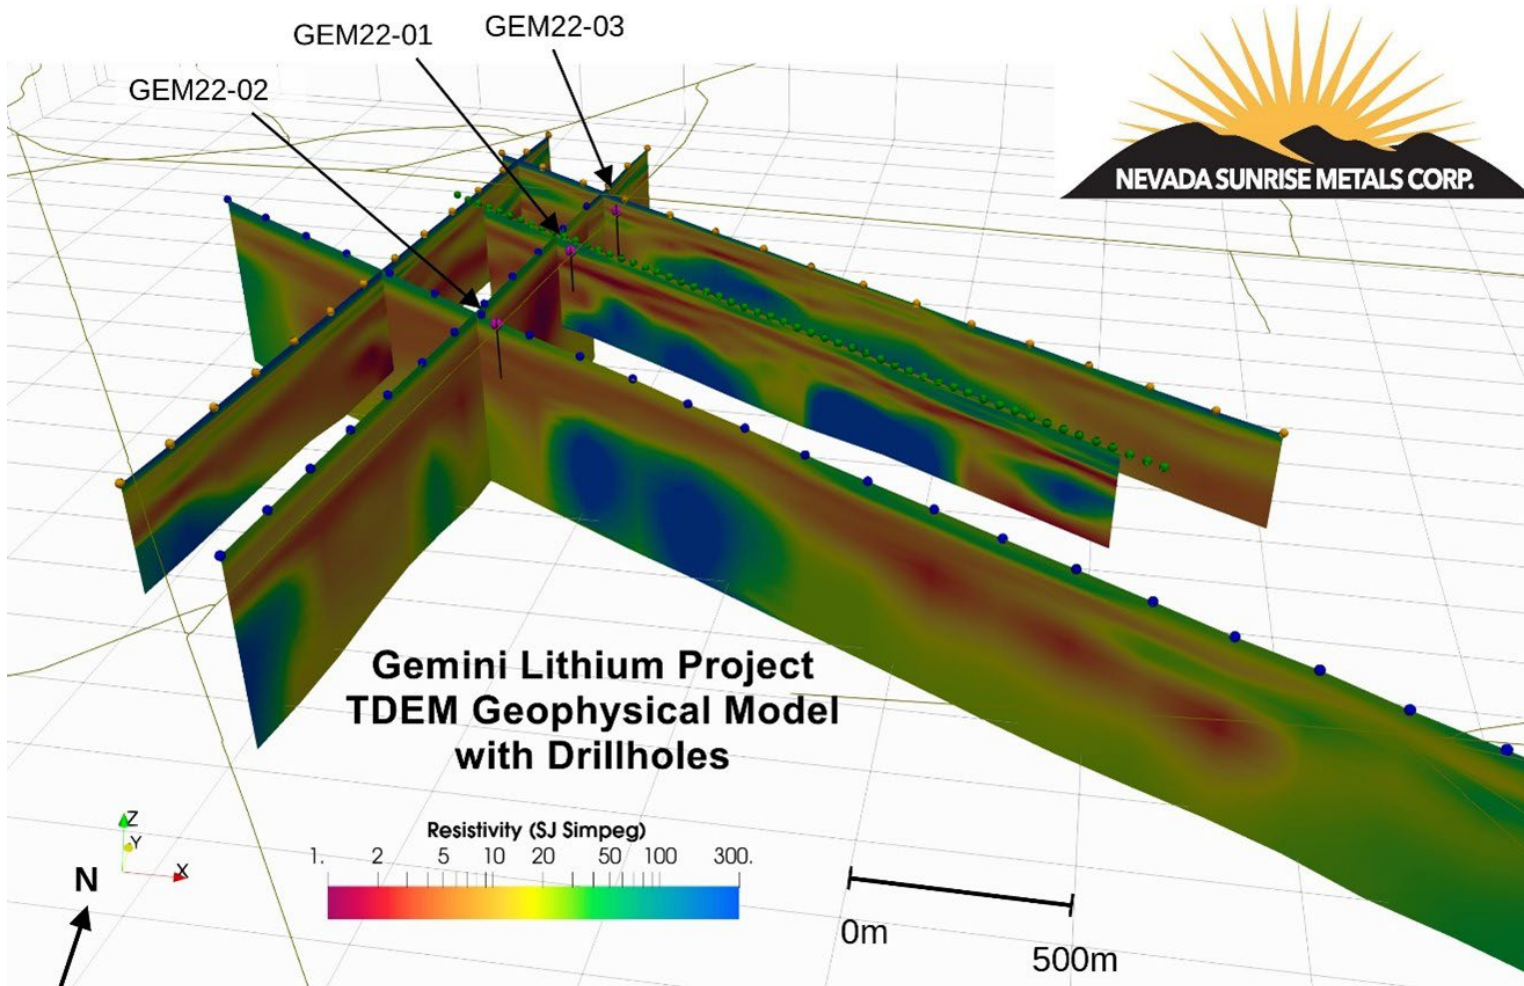 GEM22-03
GEM22-01
GEM22-02
NEVADA SUNRISE METALS CORP.
Gemini Lithium Project
TDEM Geophysical Model
with Drillholes
Z
Y
X
N
Resistivity (SJ Simpeg)
1. 2 5 10 20 50 100 300.
0m
500m